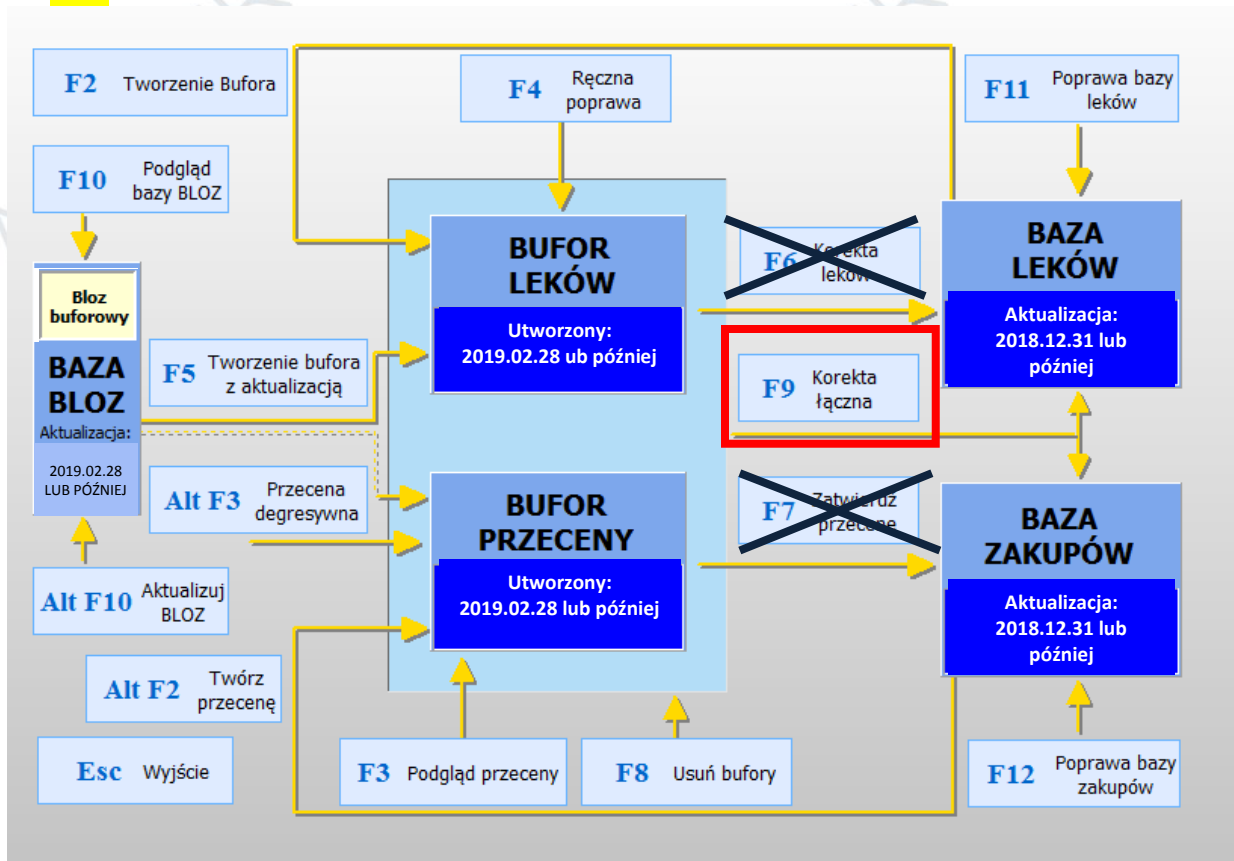 F2 Tworzenie Bufora
F4 Ręczna
poprawa
F11 Poprawa bazy
leków
F10 Podgląd
bazy BLOZ
BUFOR
LEKÓW
Utworzony:
2019.02.28 ub później
F6 Korekta
leków
BAZA
LEKÓW
Aktualizacja:
2018.12.31 lub
później
Bloz
buforowy
BAZA
BLOZ
Aktualizacja:
2019.02.28
LUB PÓŹNIEJ
F5 Tworzenie bufora
z aktualizacją
F9 Korekta
łączna
Alt F3 Przecena
degresywna
BUFOR
PRZECENY
Utworzony:
2019.02.28 lub później
F7 Zatwierdź
przecenę
BAZA
ZAKUPÓW
Aktualizacja:
2018.12.31 lub
później
Alt F10 Aktualizuj
BLOZ
Alt F2 Twórz
przecenę
Esc Wyjście
F3 Podgląd przeceny
F8 Usuń bufory
F12 Poprawa bazy
zakupów